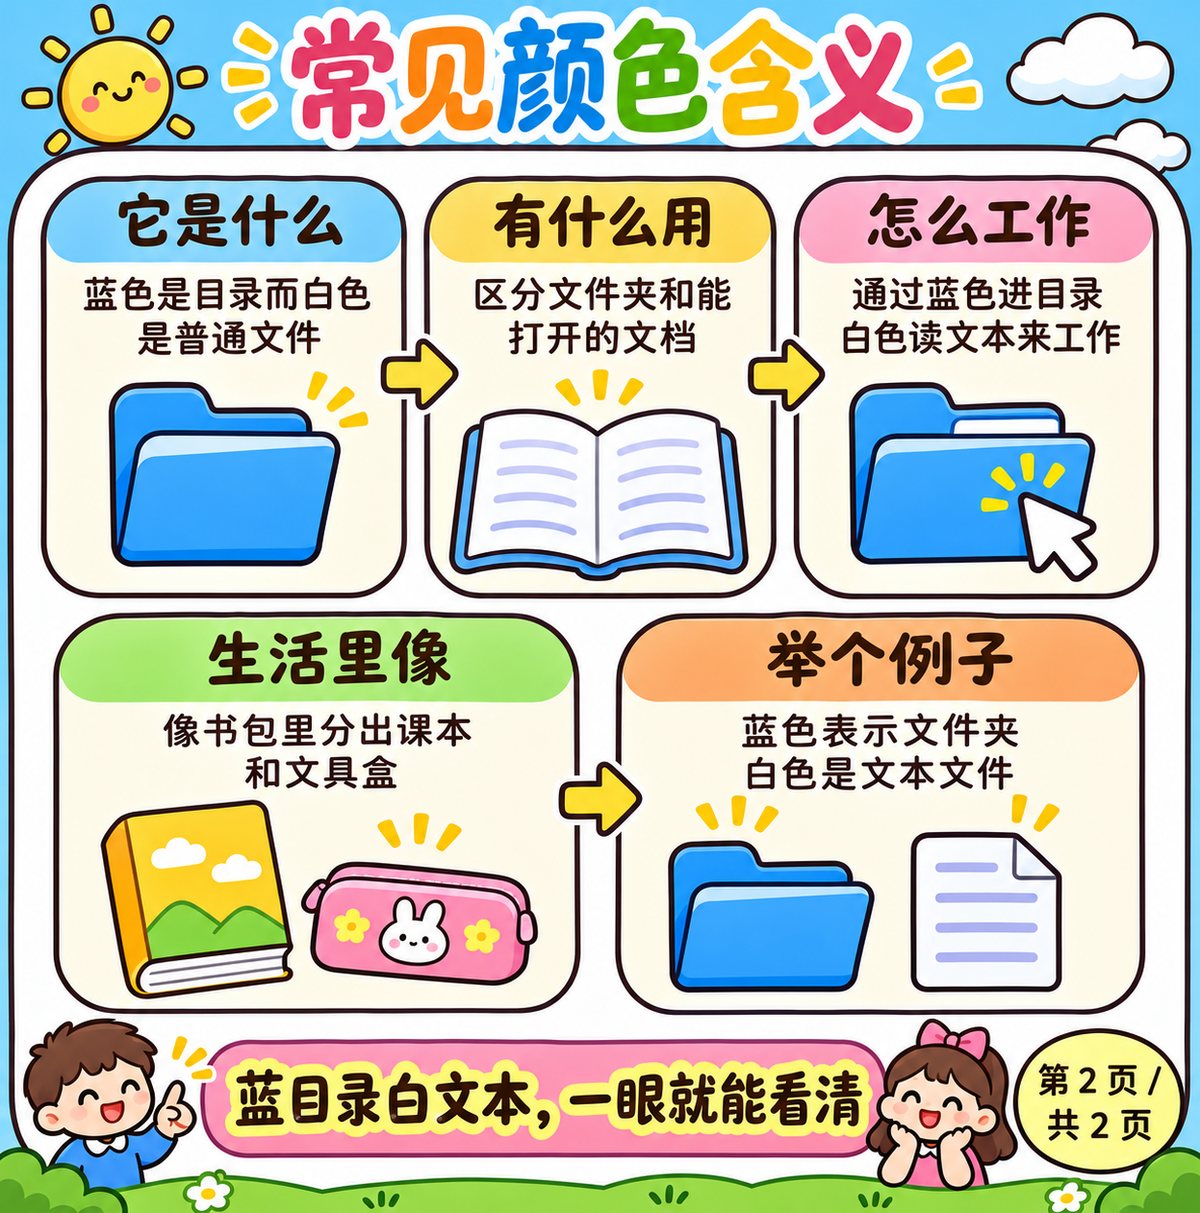 常见颜色含义
它是什么
蓝色是目录而白色
是普通文件
有什么用
区分文件夹和能
打开的文档
怎么工作
通过蓝色进目录
白色读文本来工作
生活里像
像书包里分出课本
和文具盒
举个例子
蓝色表示文件夹
白色是文本文件
蓝目录白文本，一眼就能看清
第2页/
共2页